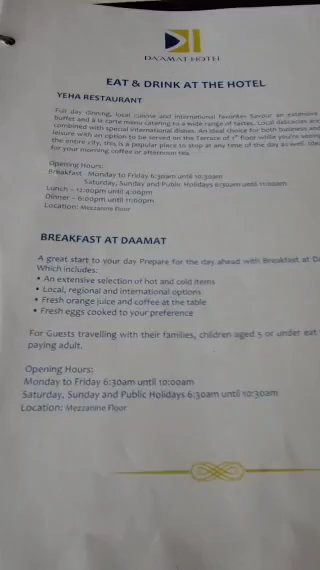 DA'AMAT HOTEL
EAT & DRINK AT THE HOTEL
YEHA RESTAURANT
Full day dinning, local cuisine and international favorites Savour an extensive
buffet and à la carte menu catering to a wide range of tastes. Local delicacies are
combined with special international dishes. An ideal choice for both business and
leisure with an option to be served on the Terrace of 1st floor while you're seeing
the entire city, this is a popular place to stop at any time of the day as well.
for your morning coffee or afternoon tea.
Opening Hours:
Breakfast Monday to Friday 6:30am until 10:30am
Saturday, Sunday and Public Holidays 6:30am until 11:00am
Lunch – 12:00pm until 4:00pm
Dinner – 6:00pm until 11:00pm
Location: Mezzanine Floor
BREAKFAST AT DAAMAT
A great start to your day Prepare for the day ahead with Breakfast at
Which includes:
• An extensive selection of hot and cold items
• Local, regional and international options
• Fresh orange juice and coffee at the table
• Fresh eggs cooked to your preference
For Guests travelling with their families, children aged 5 or under eat
paying adult.
Opening Hours:
Monday to Friday 6:30am until 10:00am
Saturday, Sunday and Public Holidays 6:30am until 10:30am
Location: Mezzanine Floor